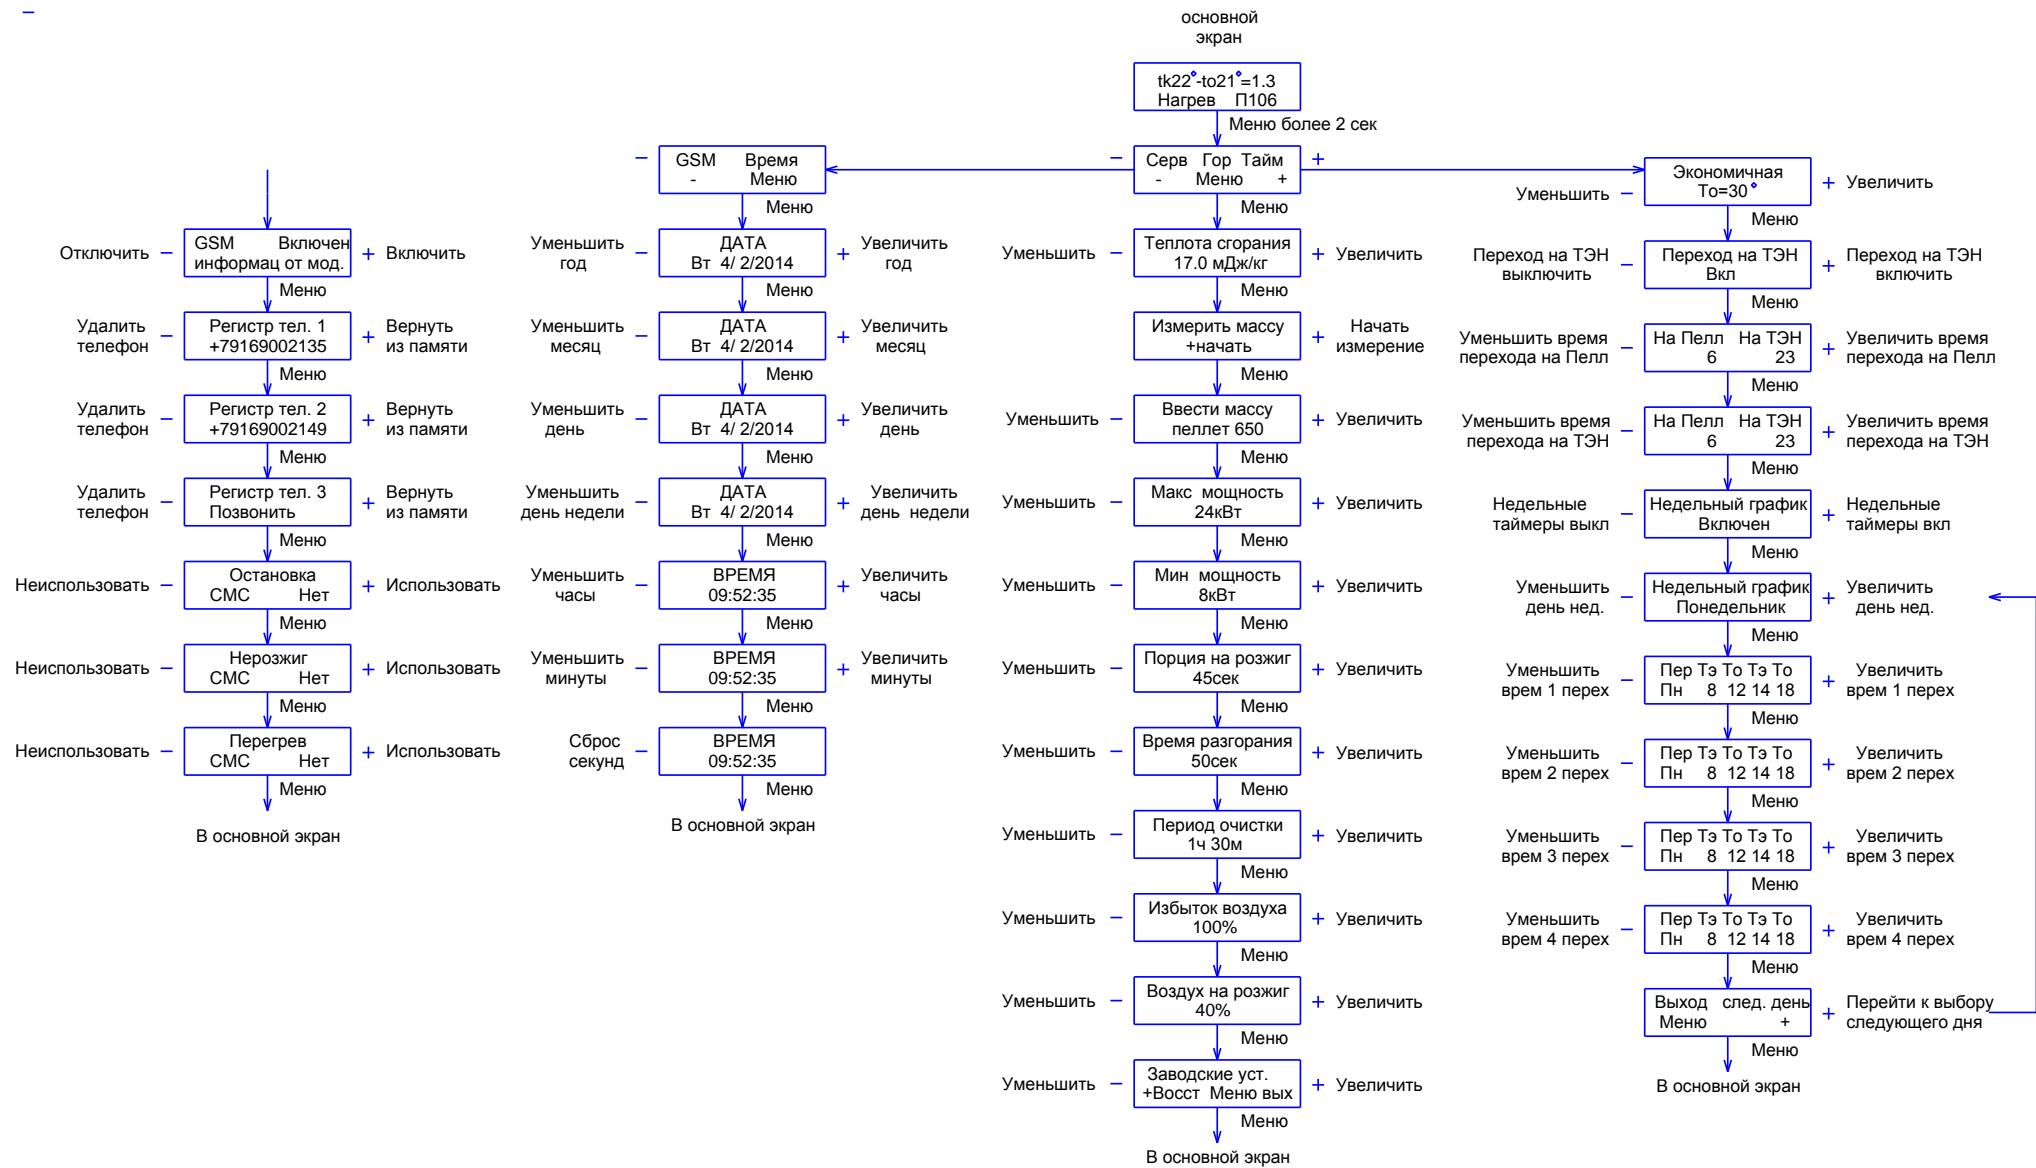 основной
экран
tk22°-to21°=1.3
Нагрев П106
Меню более 2 сек
– Серв Гор Тайм +
- Меню +
Меню
Уменьшить – Теплота сгорания + Увеличить
17.0 мДж/кг
Меню
Измерить массу + Начать
+начать измерение
Меню
Уменьшить – Ввести массу + Увеличить
пеллет 650
Меню
Уменьшить – Макс мощность + Увеличить
24кВт
Меню
Уменьшить – Мин мощность + Увеличить
8кВт
Меню
Уменьшить – Порция на розжиг + Увеличить
45сек
Меню
Уменьшить – Время разгорания + Увеличить
50сек
Меню
Уменьшить – Период очистки + Увеличить
1ч 30м
Меню
Уменьшить – Избыток воздуха + Увеличить
100%
Меню
Уменьшить – Воздух на розжиг + Увеличить
40%
Меню
Уменьшить – Заводские уст. + Увеличить
+Восст Меню вых
Меню
В основной экран
– GSM Время
- Меню
Меню
Уменьшить – ДАТА + Увеличить
год Вт 4/ 2/2014 год
Меню
Уменьшить – ДАТА + Увеличить
месяц Вт 4/ 2/2014 месяц
Меню
Уменьшить – ДАТА + Увеличить
день Вт 4/ 2/2014 день
Меню
Уменьшить – ДАТА + Увеличить
день недели Вт 4/ 2/2014 день недели
Меню
Уменьшить – ВРЕМЯ + Увеличить
часы 09:52:35 часы
Меню
Уменьшить – ВРЕМЯ + Увеличить
минуты 09:52:35 минуты
Меню
Сброс – ВРЕМЯ
секунд 09:52:35
Меню
В основной экран
–
Отключить – GSM Включен + Включить
информац от мод.
Меню
Удалить – Регистр тел. 1 + Вернуть
телефон +79169002135 из памяти
Меню
Удалить – Регистр тел. 2 + Вернуть
телефон +79169002149 из памяти
Меню
Удалить – Регистр тел. 3 + Вернуть
телефон Позвонить из памяти
Меню
Неиспользовать – Остановка + Использовать
СМС Нет
Меню
Неиспользовать – Нерозжиг + Использовать
СМС Нет
Меню
Неиспользовать – Перегрев + Использовать
СМС Нет
Меню
В основной экран
Уменьшить – Экономичная + Увеличить
То=30°
Меню
Переход на ТЭН – Переход на ТЭН + Переход на ТЭН
выключить Вкл включить
Меню
Уменьшить время – На Пелл На ТЭН + Увеличить время
перехода на Пелл 6 23 перехода на Пелл
Меню
Уменьшить время – На Пелл На ТЭН + Увеличить время
перехода на ТЭН 6 23 перехода на ТЭН
Меню
Недельные – Недельный график + Недельные
таймеры выкл Включен таймеры вкл
Меню
Уменьшить – Недельный график + Увеличить
день нед. Понедельник день нед.
Меню
Уменьшить – Пер Тэ То Тэ То + Увеличить
врем 1 перех Пн 8 12 14 18 врем 1 перех
Меню
Уменьшить – Пер Тэ То Тэ То + Увеличить
врем 2 перех Пн 8 12 14 18 врем 2 перех
Меню
Уменьшить – Пер Тэ То Тэ То + Увеличить
врем 3 перех Пн 8 12 14 18 врем 3 перех
Меню
Уменьшить – Пер Тэ То Тэ То + Увеличить
врем 4 перех Пн 8 12 14 18 врем 4 перех
Меню
Выход след. день + Перейти к выбору
Меню + следующего дня
Меню
В основной экран